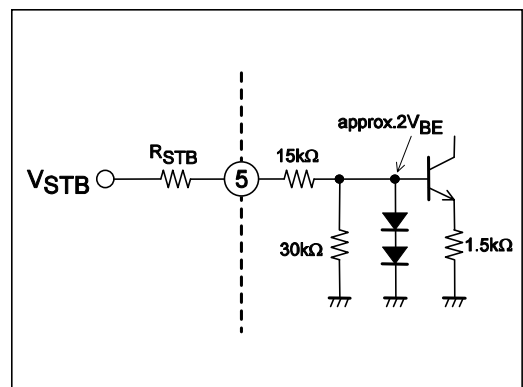 approx.2VBE
RSTB
15kΩ
VSTB
5
30kΩ
1.5kΩ